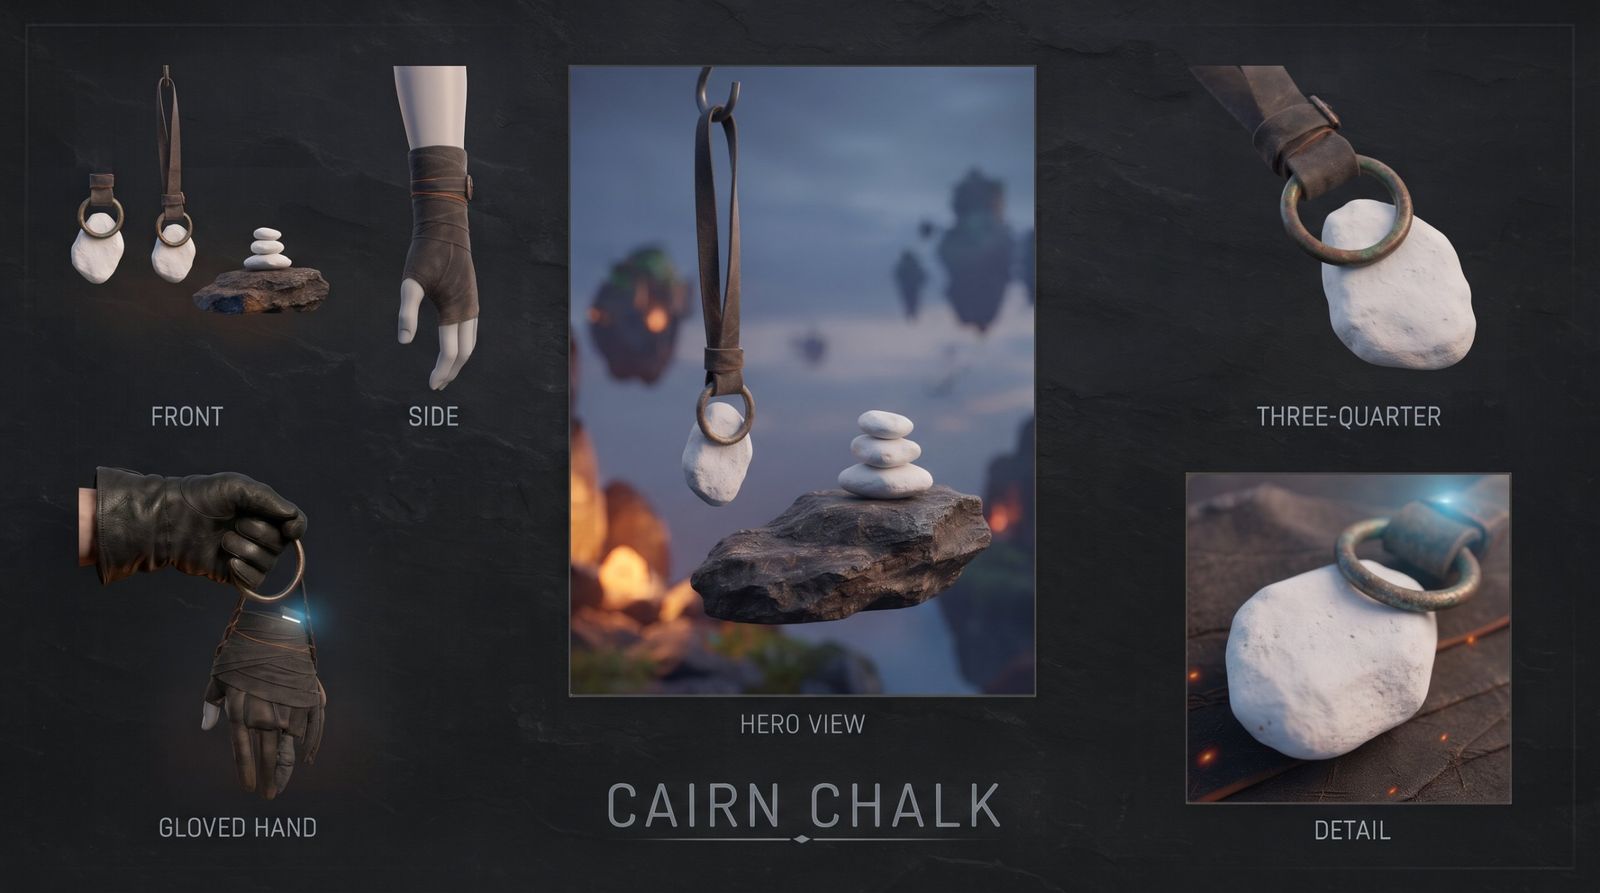 FRONT
SIDE
THREE-QUARTER
HERO VIEW
GLOVED HAND
DETAIL
CAIRN CHALK